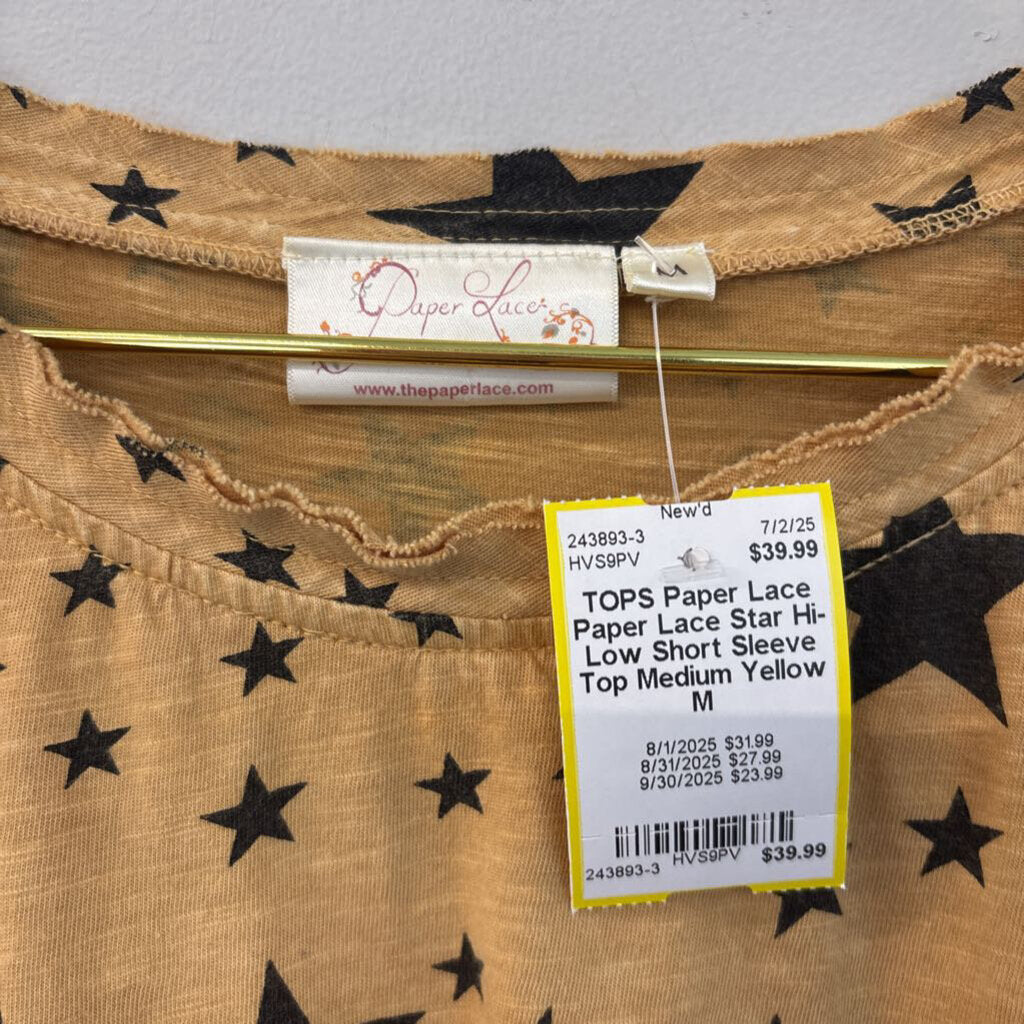 Paper Lace
www.thepaperlace.com
M
New'd
243893-3
7/2/25
HVS9PV
$39.99
TOPS Paper Lace
Paper Lace Star Hi-
Low Short Sleeve
Top Medium Yellow
M
8/1/2025 $31.99
8/31/2025 $27.99
9/30/2025 $23.99
243893-3 HVS9PV $39.99